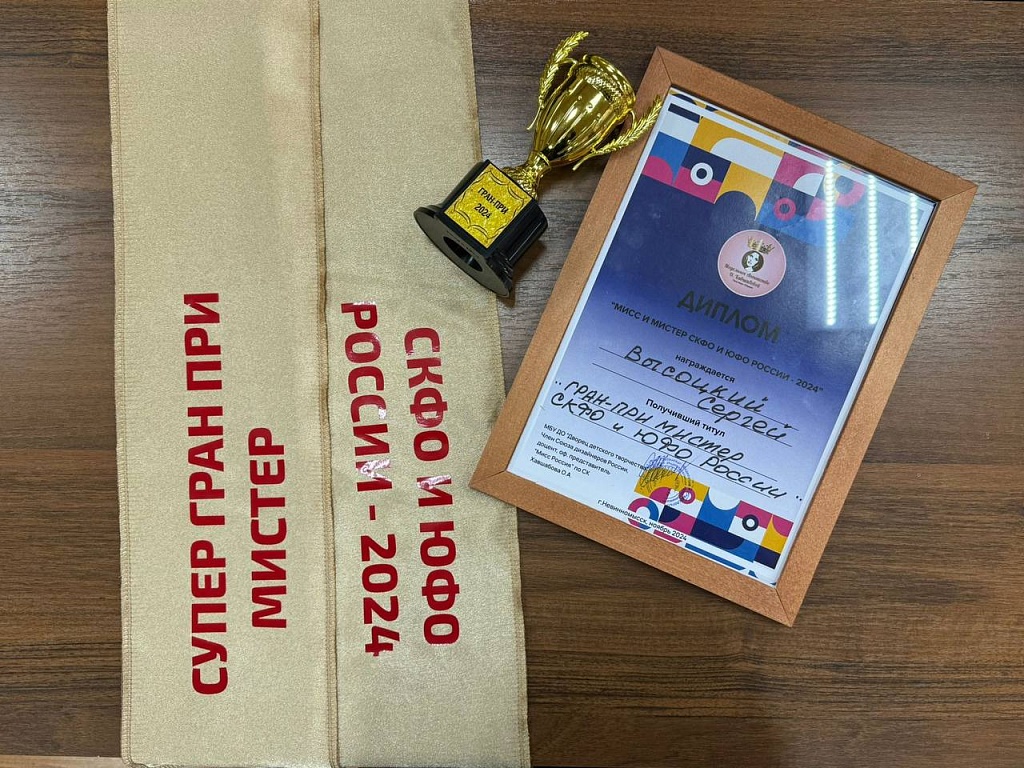 СУПЕР ГРАН ПРИ
МИСТЕР
СКФО И ЮФО
РОССИИ - 2024
ГРАН-ПРИ
2024
ДИПЛОМ
"МИСС И МИСТЕР СКФО И ЮФО РОССИИ - 2024"
награждается
Высоцкий
Сергей
Получивший титул
"ГРАН-ПРИ МИСТЕР
СКФО и ЮФО России"
МБУ ДО "Дворец детского творчества"
Член Союза дизайнеров России,
доцент, оф. представитель
"Мисс Россия" по СК
Хавшабова О.А.
г.Невинномысск, ноябрь 2024